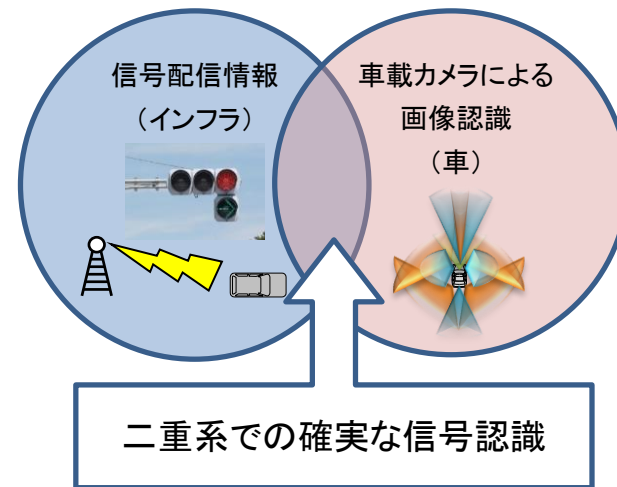 信号配信情報
（インフラ）
車載カメラによる
画像認識
（車）
二重系での確実な信号認識